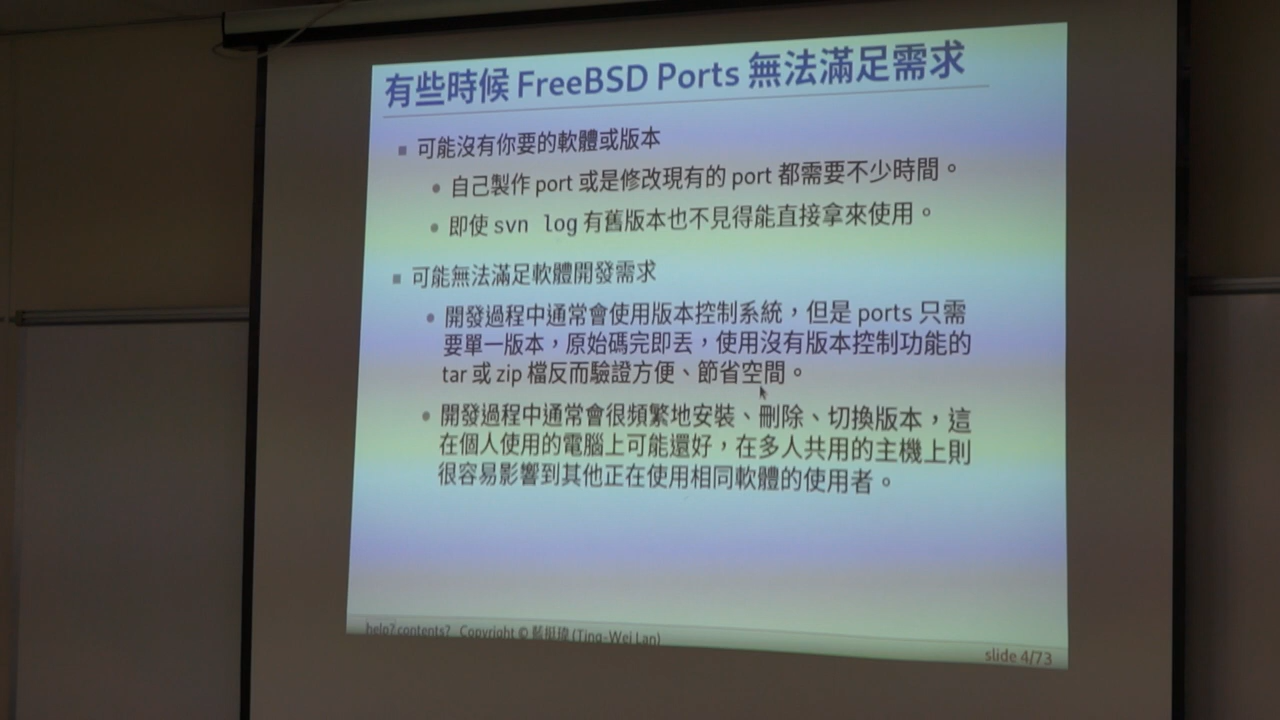 有些時候 FreeBSD Ports 無法滿足需求
可能沒有你要的軟體或版本
自己製作 port 或是修改現有的 port 都需要不少時間。
即使 svn log 有舊版本也不見得能直接拿來使用。
可能無法滿足軟體開發需求
開發過程中通常會使用版本控制系統，但是 ports 只需
要單一版本，原始碼完即丟，使用沒有版本控制功能的
tar 或 zip 檔反而驗證方便、節省空間。
開發過程中通常會很頻繁地安裝、刪除、切換版本，這
在個人使用的電腦上可能還好，在多人共用的主機上則
很容易影響到其他正在使用相同軟體的使用者。
help? contents? Copyright © 藍挺瑋 (Ting-Wei Lan)
slide 4/73